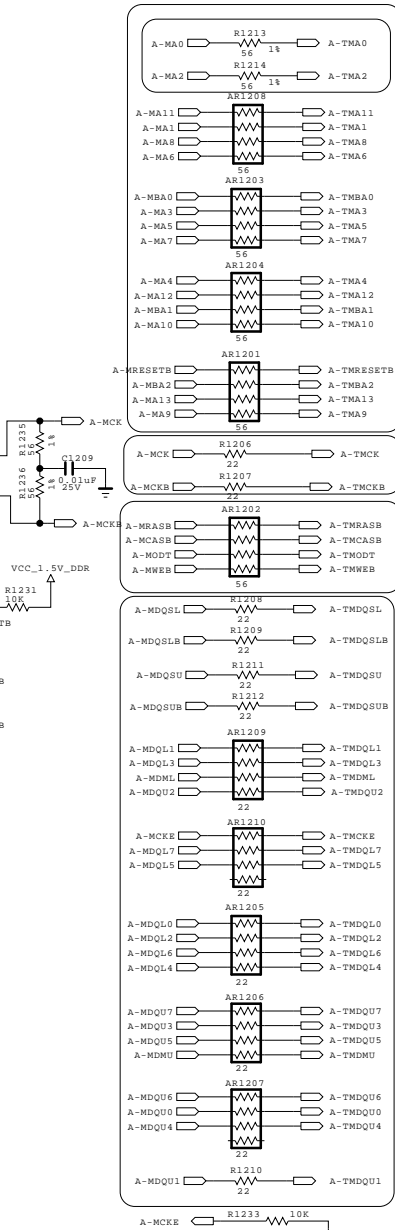 R1213
A-MA0 A-TMA0
56 1%
R1214
A-MA2 A-TMA2
56 1%
AR1208
A-MA11 A-TMA11
A-MA1 A-TMA1
A-MA8 A-TMA8
A-MA6 A-TMA6
56
AR1203
A-MBA0 A-TMBA0
A-MA3 A-TMA3
A-MA5 A-TMA5
A-MA7 A-TMA7
56
AR1204
A-MA4 A-TMA4
A-MA12 A-TMA12
A-MBA1 A-TMBA1
A-MA10 A-TMA10
56
AR1201
A-MRESETB A-TMRESETB
A-MBA2 A-TMBA2
A-MA13 A-TMA13
A-MA9 A-TMA9
56
A-MCK
R1235
56
1%
R1236
56
1%
C1209
0.01uF
25V
A-MCKB
R1206
A-MCK A-TMCK
22
R1207
A-MCKB A-TMCKB
22
AR1202
A-MRASB A-TMRASB
A-MCASB A-TMCASB
A-MODT A-TMODT
A-MWEB A-TMWEB
56
VCC_1.5V_DDR
R1231
10K
TB
B
B
R1208
A-MDQSL A-TMDQSL
22
R1209
A-MDQSLB A-TMDQSLB
22
R1211
A-MDQSU A-TMDQSU
22
R1212
A-MDQSUB A-TMDQSUB
22
AR1209
A-MDQL1 A-TMDQL1
A-MDQL3 A-TMDQL3
A-MDML A-TMDML
A-MDQU2 A-TMDQU2
22
AR1210
A-MCKE A-TMCKE
A-MDQL7 A-TMDQL7
A-MDQL5 A-TMDQL5
22
AR1205
A-MDQL0 A-TMDQL0
A-MDQL2 A-TMDQL2
A-MDQL6 A-TMDQL6
A-MDQL4 A-TMDQL4
22
AR1206
A-MDQU7 A-TMDQU7
A-MDQU3 A-TMDQU3
A-MDQU5 A-TMDQU5
A-MDMU A-TMDMU
22
AR1207
A-MDQU6 A-TMDQU6
A-MDQU0 A-TMDQU0
A-MDQU4 A-TMDQU4
22
R1210
A-MDQU1 A-TMDQU1
22
A-MCKE R1233 10K